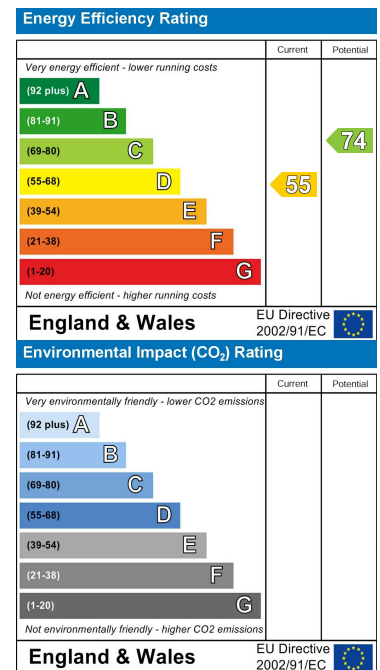 Energy Efficiency Rating
Current Potential
Very energy efficient - lower running costs
(92 plus) A
(81-91) B
(69-80) C
74
(55-68) D
55
(39-54) E
(21-38) F
(1-20) G
Not energy efficient - higher running costs
England & Wales
EU Directive
2002/91/EC
Environmental Impact (CO2) Rating
Current Potential
Very environmentally friendly - lower CO2 emissions
(92 plus) A
(81-91) B
(69-80) C
(55-68) D
(39-54) E
(21-38) F
(1-20) G
Not environmentally friendly - higher CO2 emissions
England & Wales
EU Directive
2002/91/EC